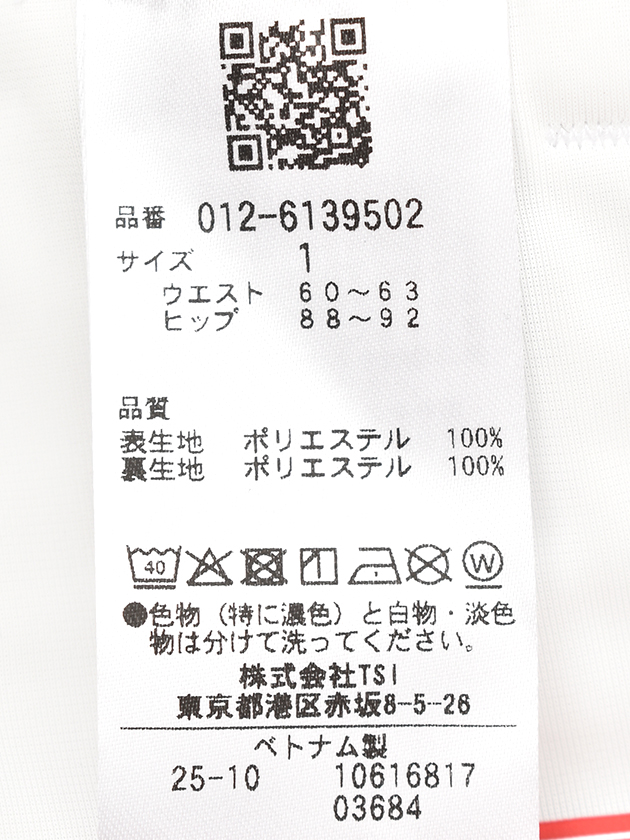 品番 012-6139502
サイズ 1
ウエスト 60～63
ヒップ 88～92
品質
表生地 ポリエステル 100%
裏生地 ポリエステル 100%
40 W
●色物（特に濃色）と白物・淡色
物は分けて洗ってください。
株式会社TSI
東京都港区赤坂8-5-26
ベトナム製
25-10 10616817
03684